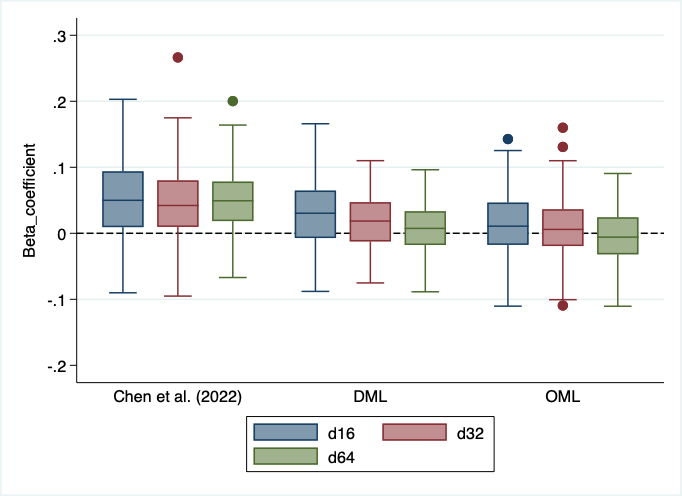 .3
.2
.1
0
-.1
-.2
Beta_coefficient
Chen et al. (2022) DML OML
d16 d32
d64